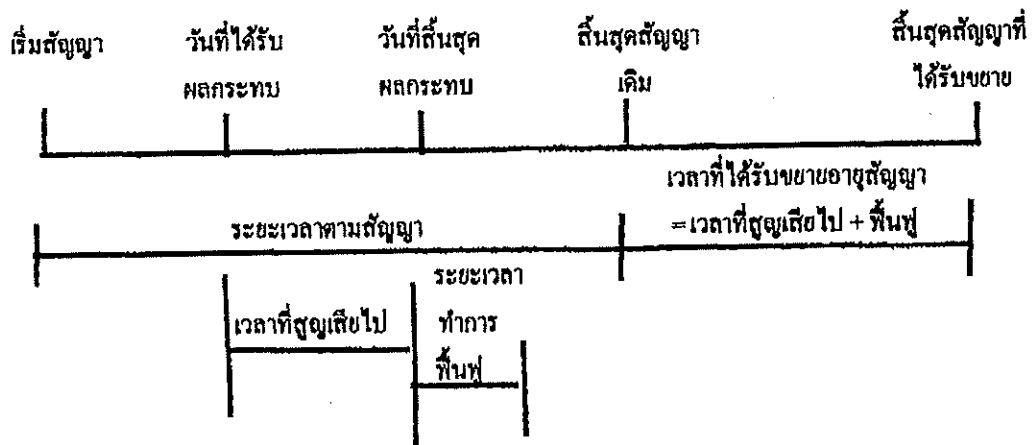 เริ่มสัญญา
วันที่ได้รับ
ผลกระทบ
วันที่สิ้นสุด
ผลกระทบ
สิ้นสุดสัญญา
เดิม
สิ้นสุดสัญญาที่
ได้รับขยาย
เวลาที่ได้รับขยายอายุสัญญา
=เวลาที่สูญเสียไป + ฟื้นฟู
ระยะเวลาตามสัญญา
เวลาที่สูญเสียไป
ระยะเวลา
ทำการ
ฟื้นฟู